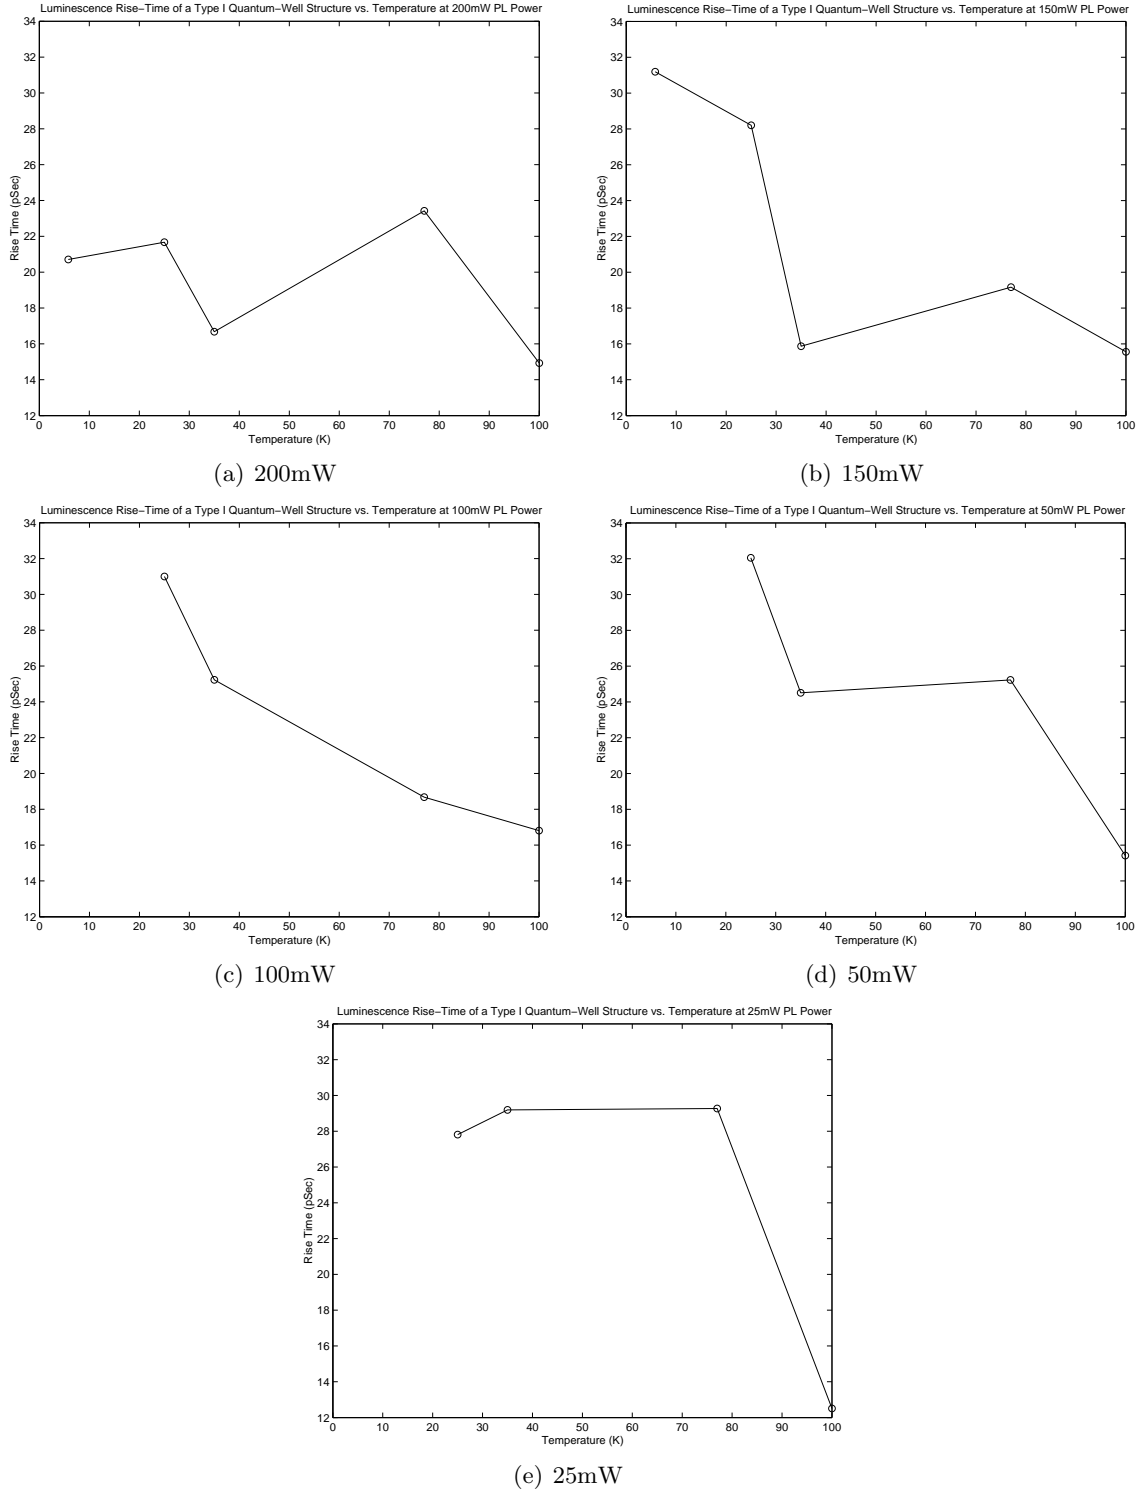 Luminescence Rise−Time of a Type I Quantum−Well Structure vs. Temperature at 200mW PL Power
34
32
30
28
26
24
22
20
18
16
14
12
Rise Time (pSec)
0 10 20 30 40 50 60 70 80 90 100
Temperature (K)
(a) 200mW
Luminescence Rise−Time of a Type I Quantum−Well Structure vs. Temperature at 150mW PL Power
34
32
30
28
26
24
22
20
18
16
14
12
Rise Time (pSec)
0 10 20 30 40 50 60 70 80 90 100
Temperature (K)
(b) 150mW
Luminescence Rise−Time of a Type I Quantum−Well Structure vs. Temperature at 100mW PL Power
34
32
30
28
26
24
22
20
18
16
14
12
Rise Time (pSec)
0 10 20 30 40 50 60 70 80 90 100
Temperature (K)
(c) 100mW
Luminescence Rise−Time of a Type I Quantum−Well Structure vs. Temperature at 50mW PL Power
34
32
30
28
26
24
22
20
18
16
14
12
Rise Time (pSec)
0 10 20 30 40 50 60 70 80 90 100
Temperature (K)
(d) 50mW
Luminescence Rise−Time of a Type I Quantum−Well Structure vs. Temperature at 25mW PL Power
34
32
30
28
26
24
22
20
18
16
14
12
Rise Time (pSec)
0 10 20 30 40 50 60 70 80 90 100
Temperature (K)
(e) 25mW